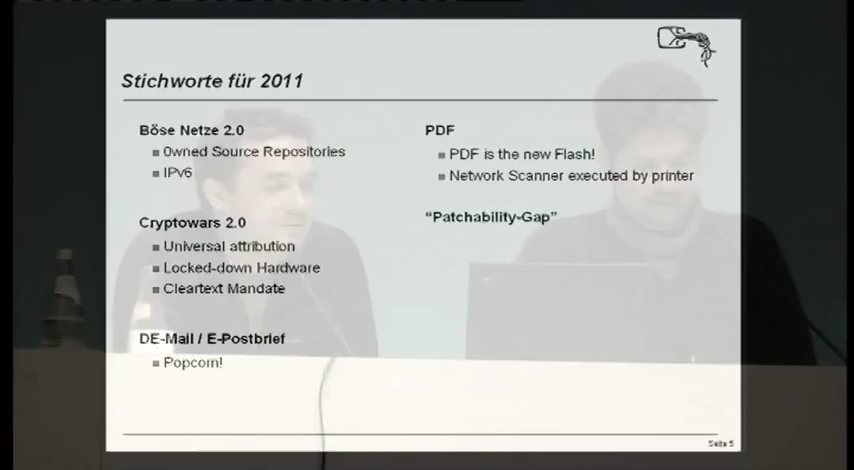 Stichworte für 2011
Böse Netze 2.0
0wned Source Repositories
IPv6
Cryptowars 2.0
Universal attribution
Locked-down Hardware
Cleartext Mandate
DE-Mail / E-Postbrief
Popcorn!
PDF
PDF is the new Flash!
Network Scanner executed by printer
“Patchability-Gap”
Seite 5